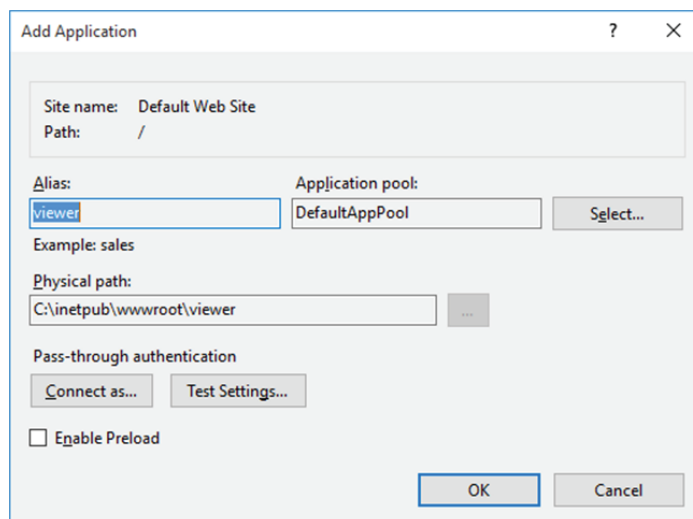 Add Application
? X
Site name: Default Web Site
Path: /
Alias: Application pool:
viewer DefaultAppPool Select...
Example: sales
Physical path:
C:\inetpub\wwwroot\viewer ...
Pass-through authentication
Connect as... Test Settings...
Enable Preload
OK Cancel